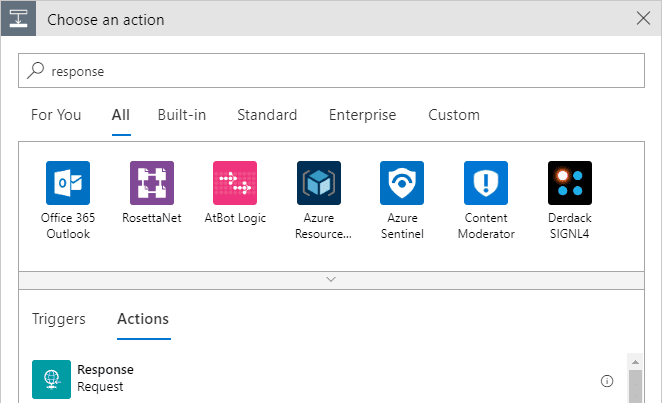 Choose an action
response
For You All Built-in Standard Enterprise Custom
Office 365 Outlook RosettaNet AtBot Logic Azure Resource... Azure Sentinel Content Moderator Derdack SIGNL4
Triggers Actions
Response
Request